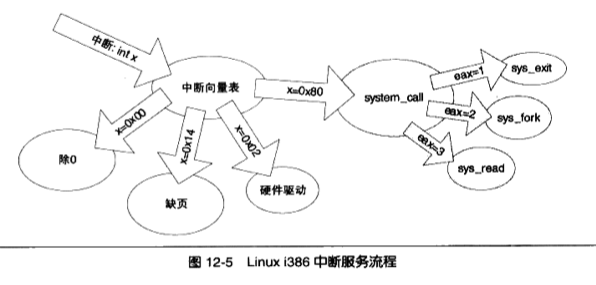 中断: int x
中断向量表
x=0x80
system_call
eax=1
sys_exit
eax=2
sys_fork
eax=3
sys_read
x=0x00
除0
x=0x14
缺页
x=0x02
硬件驱动
图 12-5 Linux i386 中断服务流程